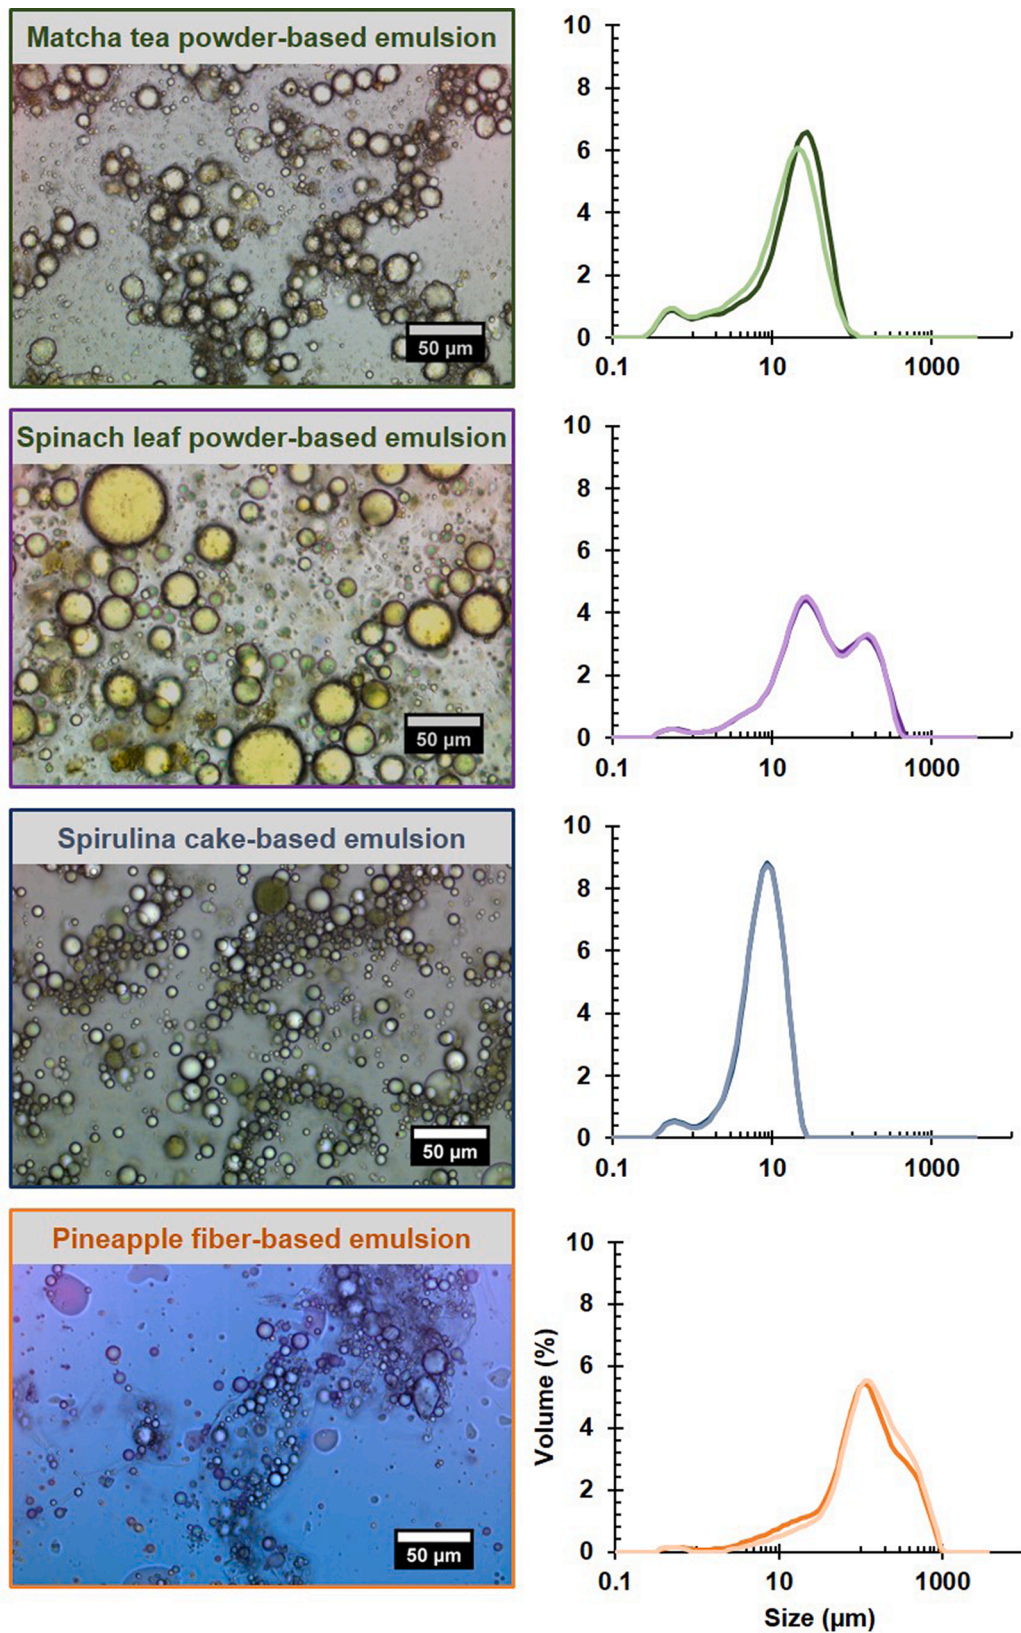 Matcha tea powder-based emulsion
50 µm
10
8
6
4
2
0
0.1 10 1000
Spinach leaf powder-based emulsion
50 µm
10
8
6
4
2
0
0.1 10 1000
Spirulina cake-based emulsion
50 µm
10
8
6
4
2
0
0.1 10 1000
Pineapple fiber-based emulsion
50 µm
Volume (%)
10
8
6
4
2
0
0.1 10 1000
Size (µm)